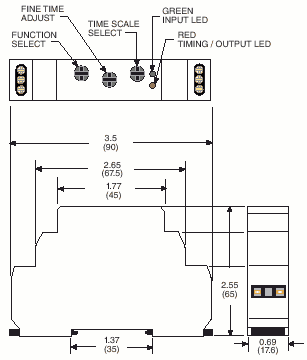 FINE TIME
ADJUST
FUNCTION
SELECT
TIME SCALE
SELECT
GREEN
INPUT LED
RED
TIMING / OUTPUT LED
3.5
(90)
2.65
(67.5)
1.77
(45)
2.55
(65)
1.37
(35)
0.69
(17.6)